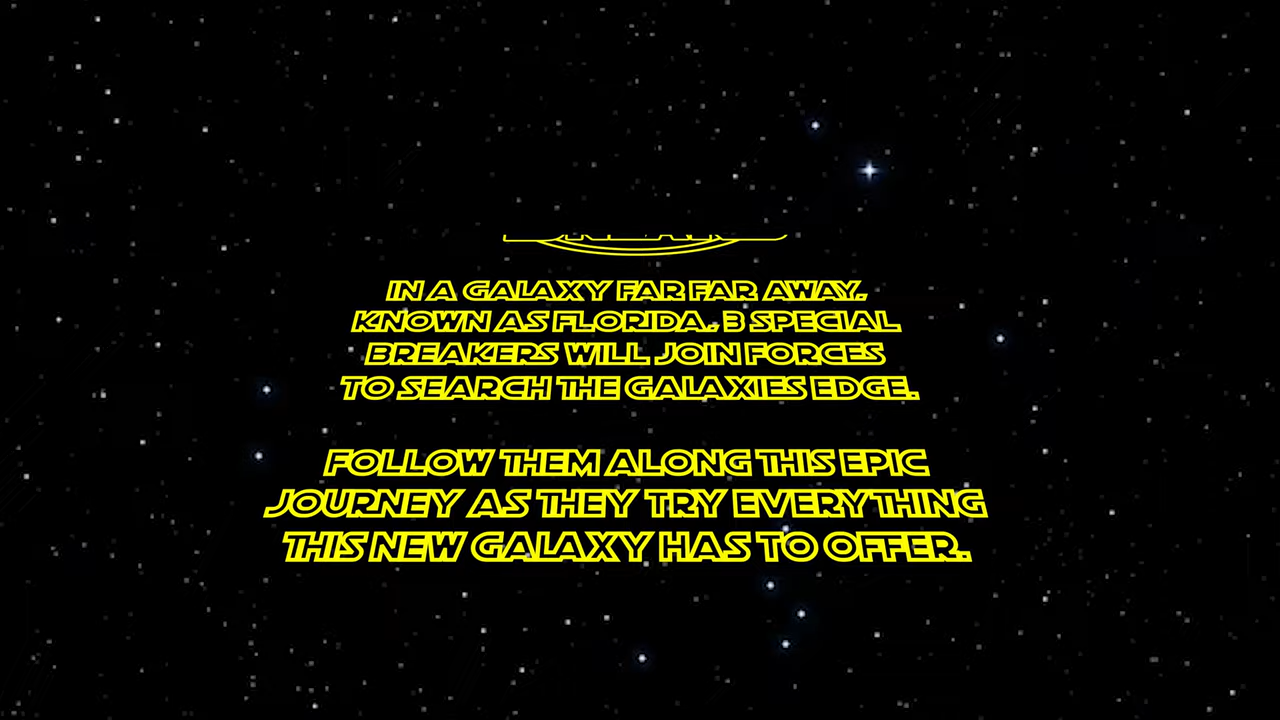 IN A GALAXY FAR FAR AWAY.
KNOWN AS FLORIDA. 3 SPECIAL
BREAKERS WILL JOIN FORCES
TO SEARCH THE GALAXIES EDGE.
FOLLOW THEM ALONG THIS EPIC
JOURNEY AS THEY TRY EVERYTHING
THIS NEW GALAXY HAS TO OFFER.